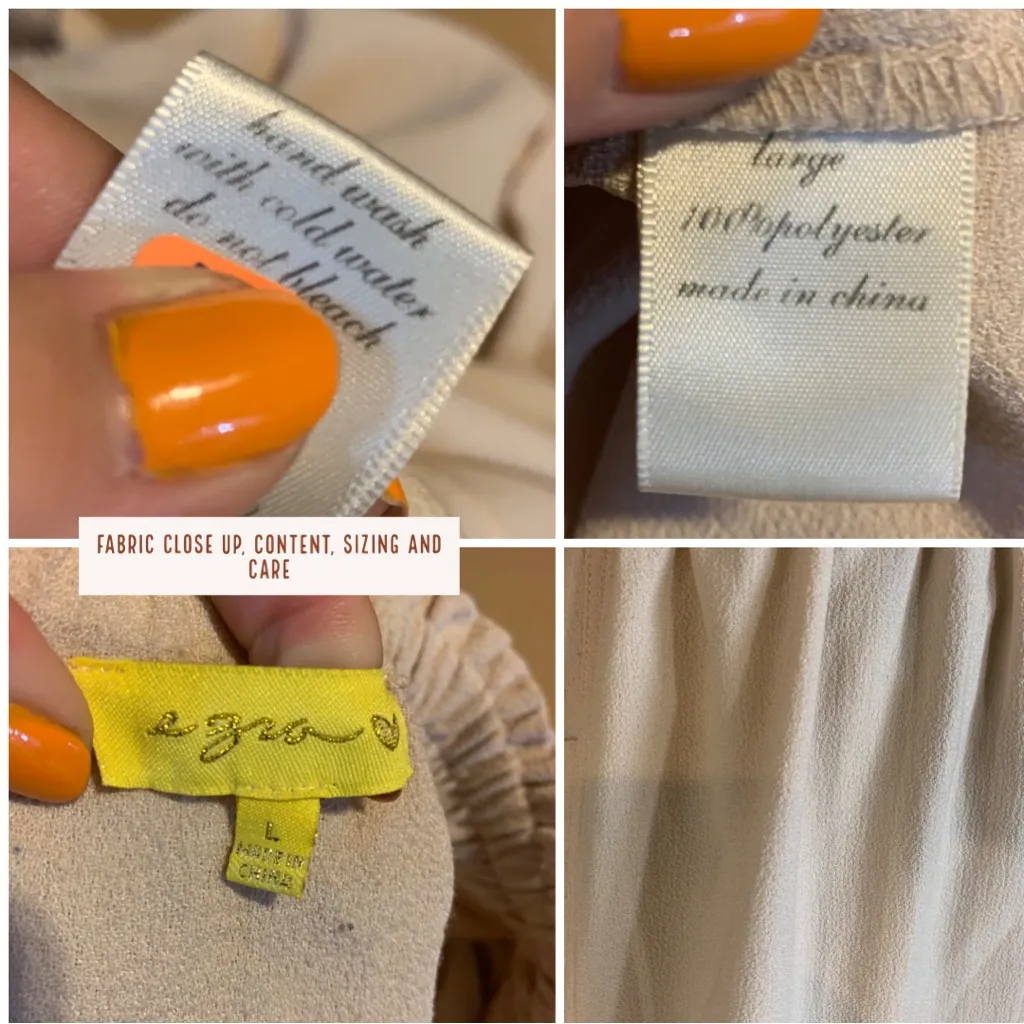 hand wash
with cold water
do not bleach
large
100%polyester
made in china
FABRIC CLOSE UP, CONTENT, SIZING AND
CARE
ezra
L
MADE IN
CHINA